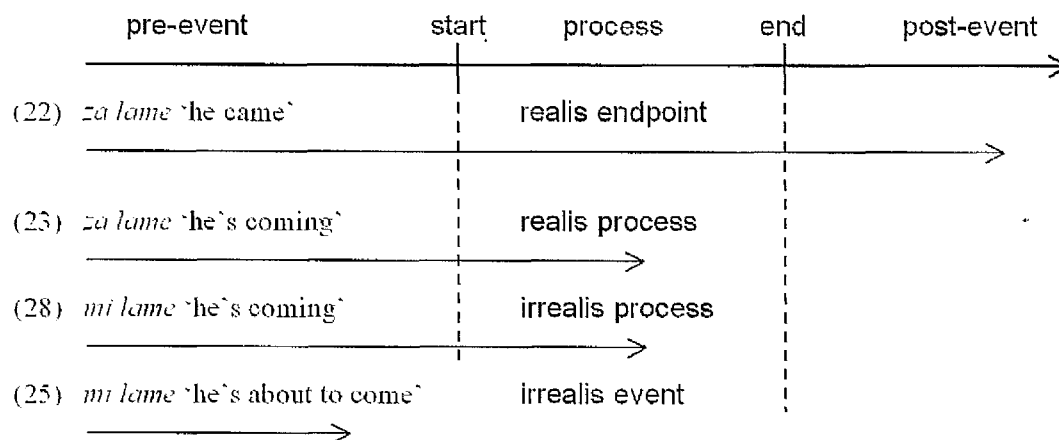 pre-event start process end post-event
(22) za lame ‘he came‘ realis endpoint
(23) za lame ‘he‘s coming‘ realis process
(28) mi lame ‘he‘s coming‘ irrealis process
(25) mi lame ‘he‘s about to come‘ irrealis event